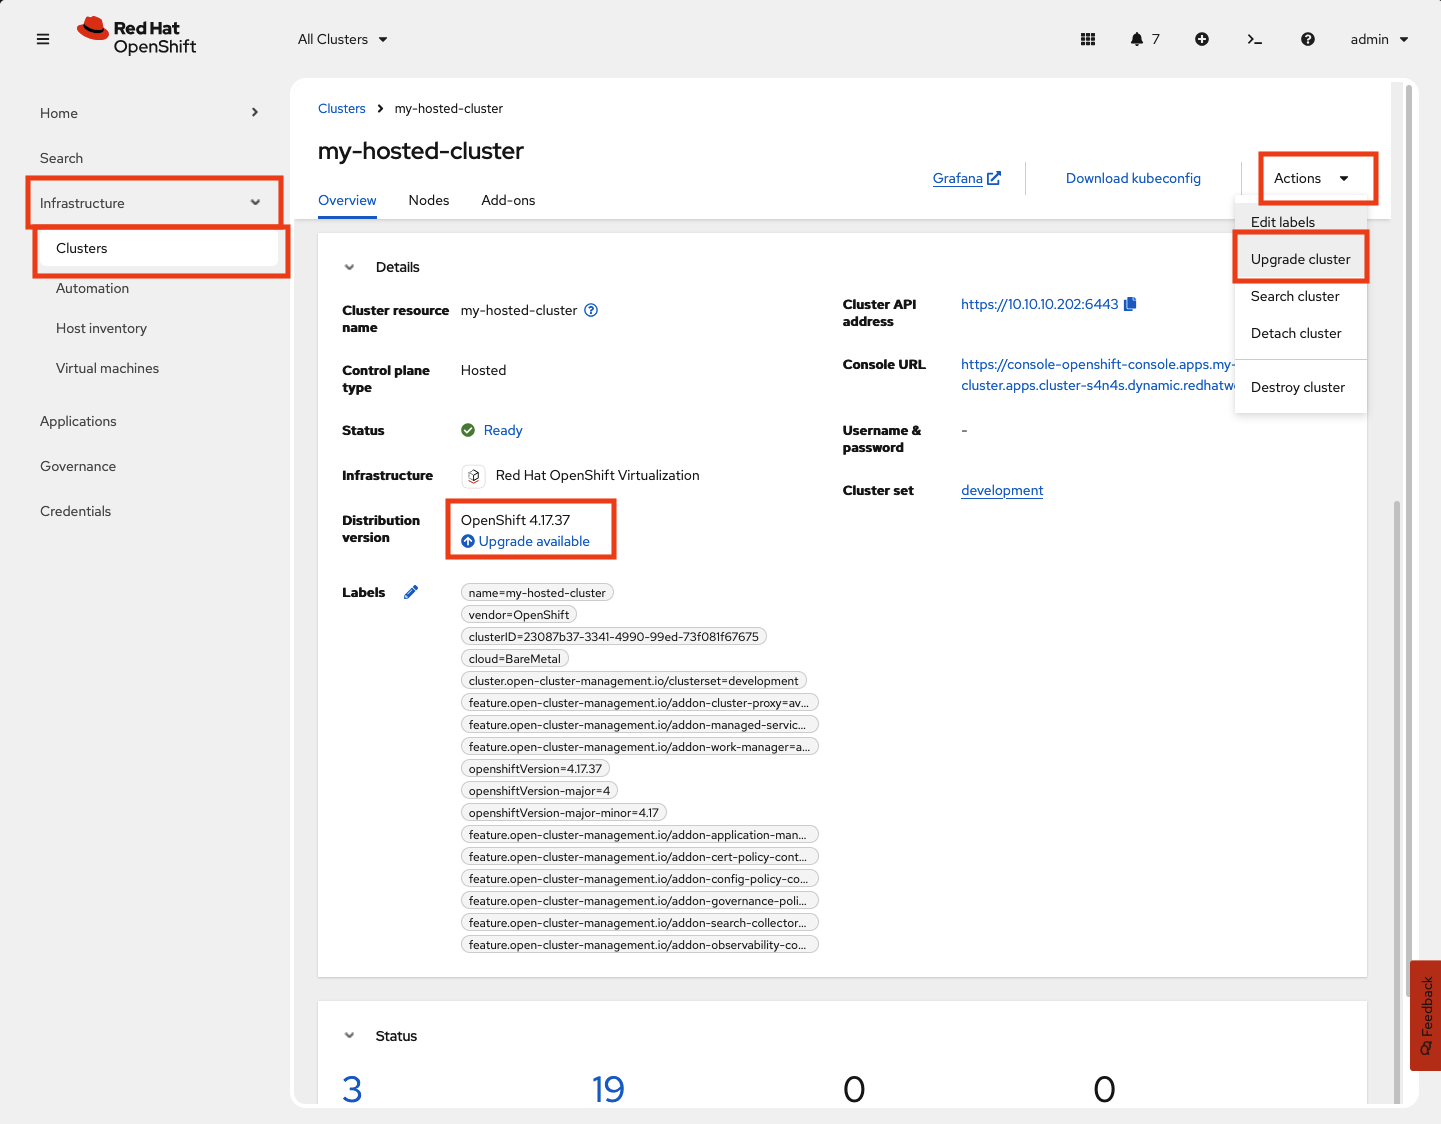 Red Hat
OpenShift
All Clusters
7
admin
Home
Search
Infrastructure
Clusters
Automation
Host inventory
Virtual machines
Applications
Governance
Credentials
Clusters
my-hosted-cluster
my-hosted-cluster
Grafana
Download kubeconfig
Actions
Overview
Nodes
Add-ons
Edit labels
Upgrade cluster
Search cluster
Detach cluster
Destroy cluster
Details
Cluster resource
name
my-hosted-cluster
Control plane
type
Hosted
Status
Ready
Infrastructure
Red Hat OpenShift Virtualization
Distribution
version
OpenShift 4.17.37
Upgrade available
Labels
name=my-hosted-cluster
vendor=OpenShift
clusterID=23087b37-3341-4990-99ed-73f081f67675
cloud=BareMetal
cluster.open-cluster-management.io/clusterset=development
feature.open-cluster-management.io/addon-cluster-proxy=av...
feature.open-cluster-management.io/addon-managed-servic...
feature.open-cluster-management.io/addon-work-manager=a...
openshiftVersion=4.17.37
openshiftVersion-major=4
openshiftVersion-major-minor=4.17
feature.open-cluster-management.io/addon-application-man...
feature.open-cluster-management.io/addon-cert-policy-cont...
feature.open-cluster-management.io/addon-config-policy-co...
feature.open-cluster-management.io/addon-governance-poli...
feature.open-cluster-management.io/addon-search-collector...
feature.open-cluster-management.io/addon-observability-co...
Cluster API
address
https://10.10.10.202:6443
Console URL
https://console-openshift-console.apps.my-
cluster.apps.cluster-s4n4s.dynamic.redhatw
Username &
password
-
Cluster set
development
Status
3
19
0
0
Feedback